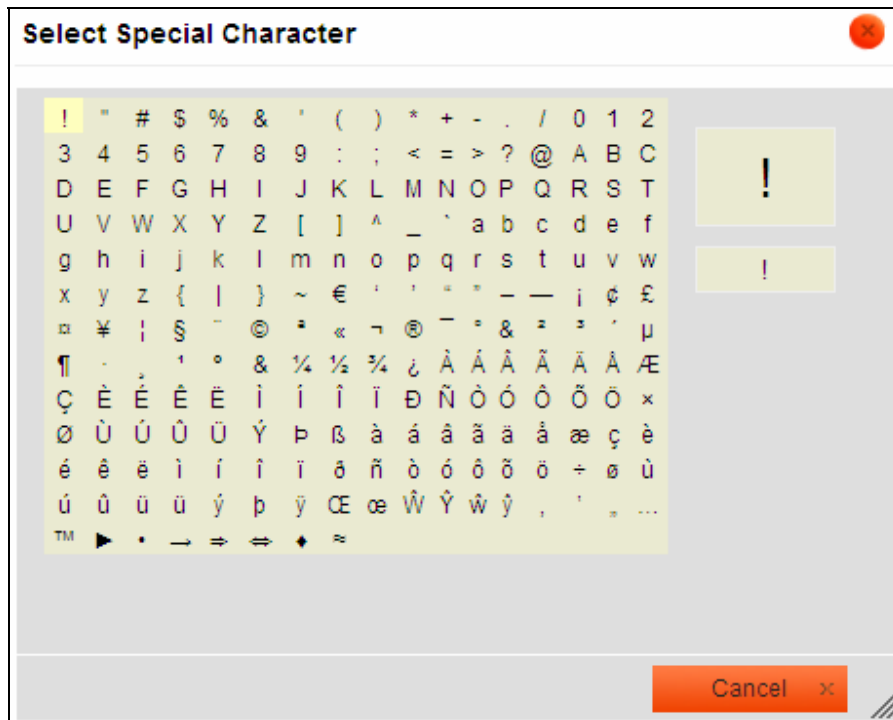 Select Special Character
! " # $ % & ' ( ) * + - . / 0 1 2
3 4 5 6 7 8 9 : ; < = > ? @ A B C
D E F G H I J K L M N O P Q R S T
U V W X Y Z [ ] ^ _ ` a b c d e f
g h i j k l m n o p q r s t u v w
x y z { | } ~ € ‘ ’ “ ” – — ¡ ¢ £
¤ ¥ ¦ § ¨ © ª « ¬ ® ¯ ° & ² ³ ´ µ
¶ · ¸ ¹ º & ¼ ½ ¾ ¿ À Á Â Ã Ä Å Æ
Ç È É Ê Ë Ì Í Î Ï Ð Ñ Ò Ó Ô Õ Ö ×
Ø Ù Ú Û Ü Ý Þ ß à á â ã ä å æ ç è
é ê ë ì í î ï ð ñ ò ó ô õ ö ÷ ø ù
ú û ü ü ý þ ÿ Œ œ Ŵ Ŷ ŵ ŷ ‚ ‛ „ …
™ ► • → ⇒ ⇔ ♦ ≈
!
!
Cancel ×